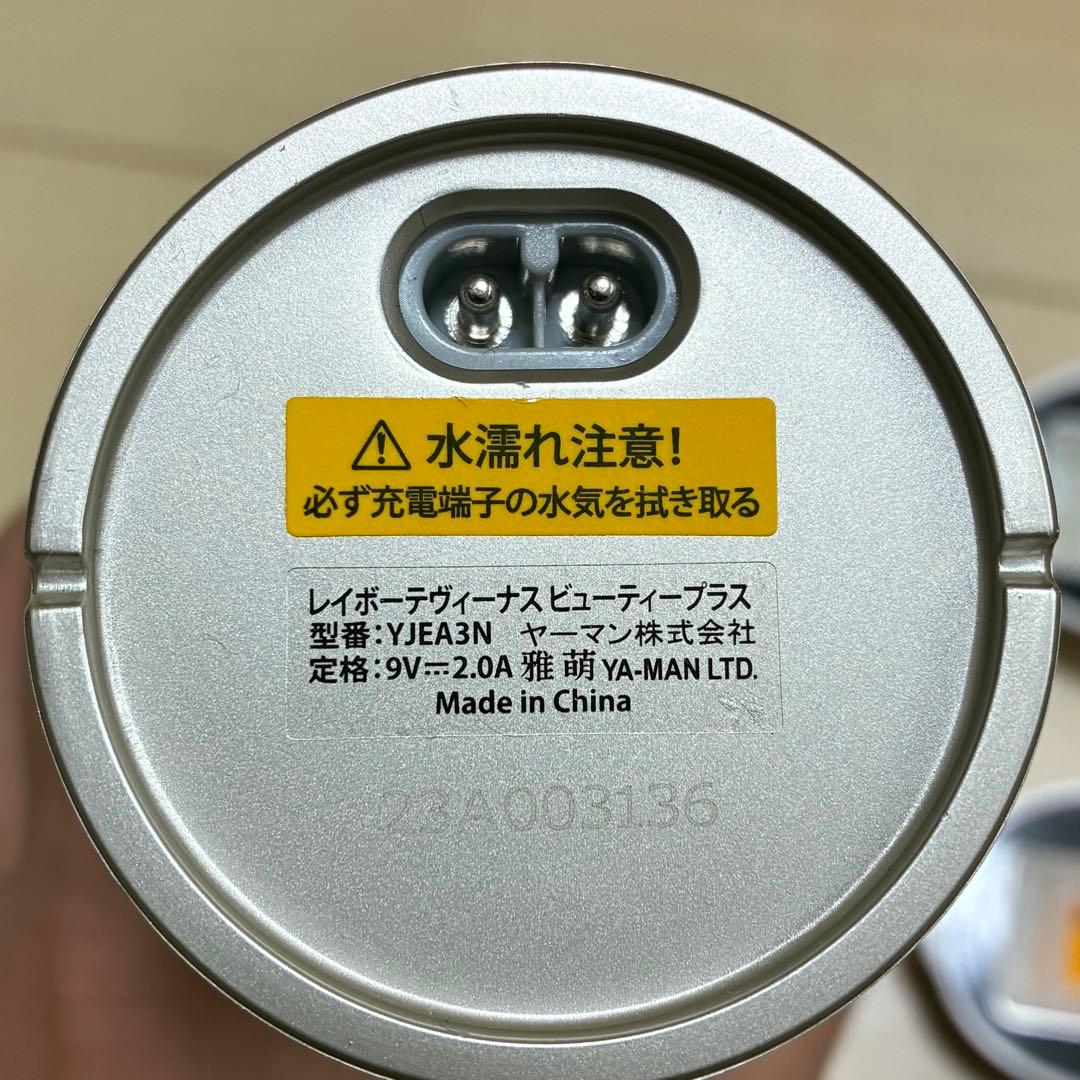 ⚠ 水濡れ注意!
必ず充電端子の水気を拭き取る
レイボーテヴィーナス ビューティープラス
型番:YJEA3N ヤーマン株式会社
定格:9V⎓2.0A 雅萌 YA-MAN LTD.
Made in China
23A003136